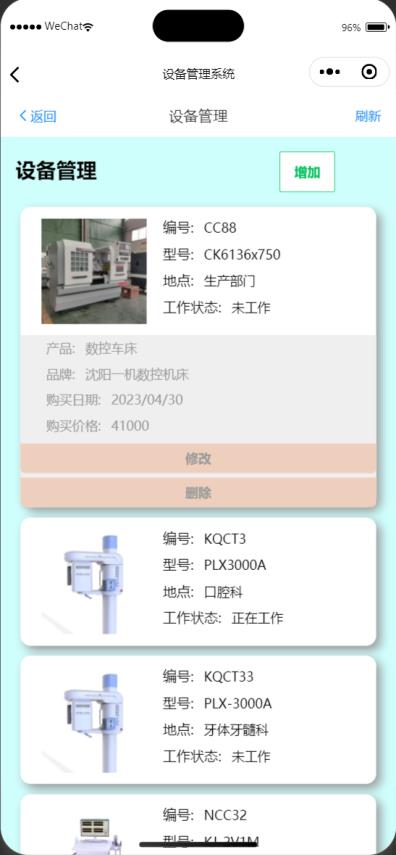 WeChat
96%
设备管理系统
返回
设备管理
刷新
设备管理
增加
编号: CC88
型号: CK6136x750
地点: 生产部门
工作状态: 未工作
产品: 数控车床
品牌: 沈阳一机数控机床
购买日期: 2023/04/30
购买价格: 41000
修改
删除
编号: KQCT3
型号: PLX3000A
地点: 口腔科
工作状态: 正在工作
编号: KQCT33
型号: PLX-3000A
地点: 牙体牙髓科
工作状态: 未工作
编号: NCC32
型号: KJ-2V1M